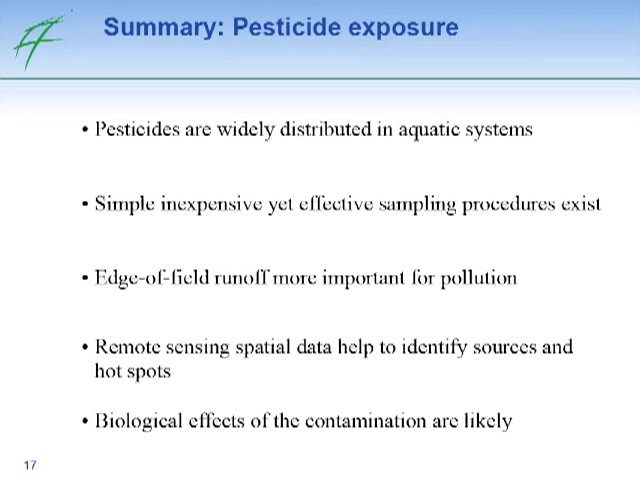 Summary: Pesticide exposure
• Pesticides are widely distributed in aquatic systems
• Simple inexpensive yet effective sampling procedures exist
• Edge-of-field runoff more important for pollution
• Remote sensing spatial data help to identify sources and
hot spots
• Biological effects of the contamination are likely
17